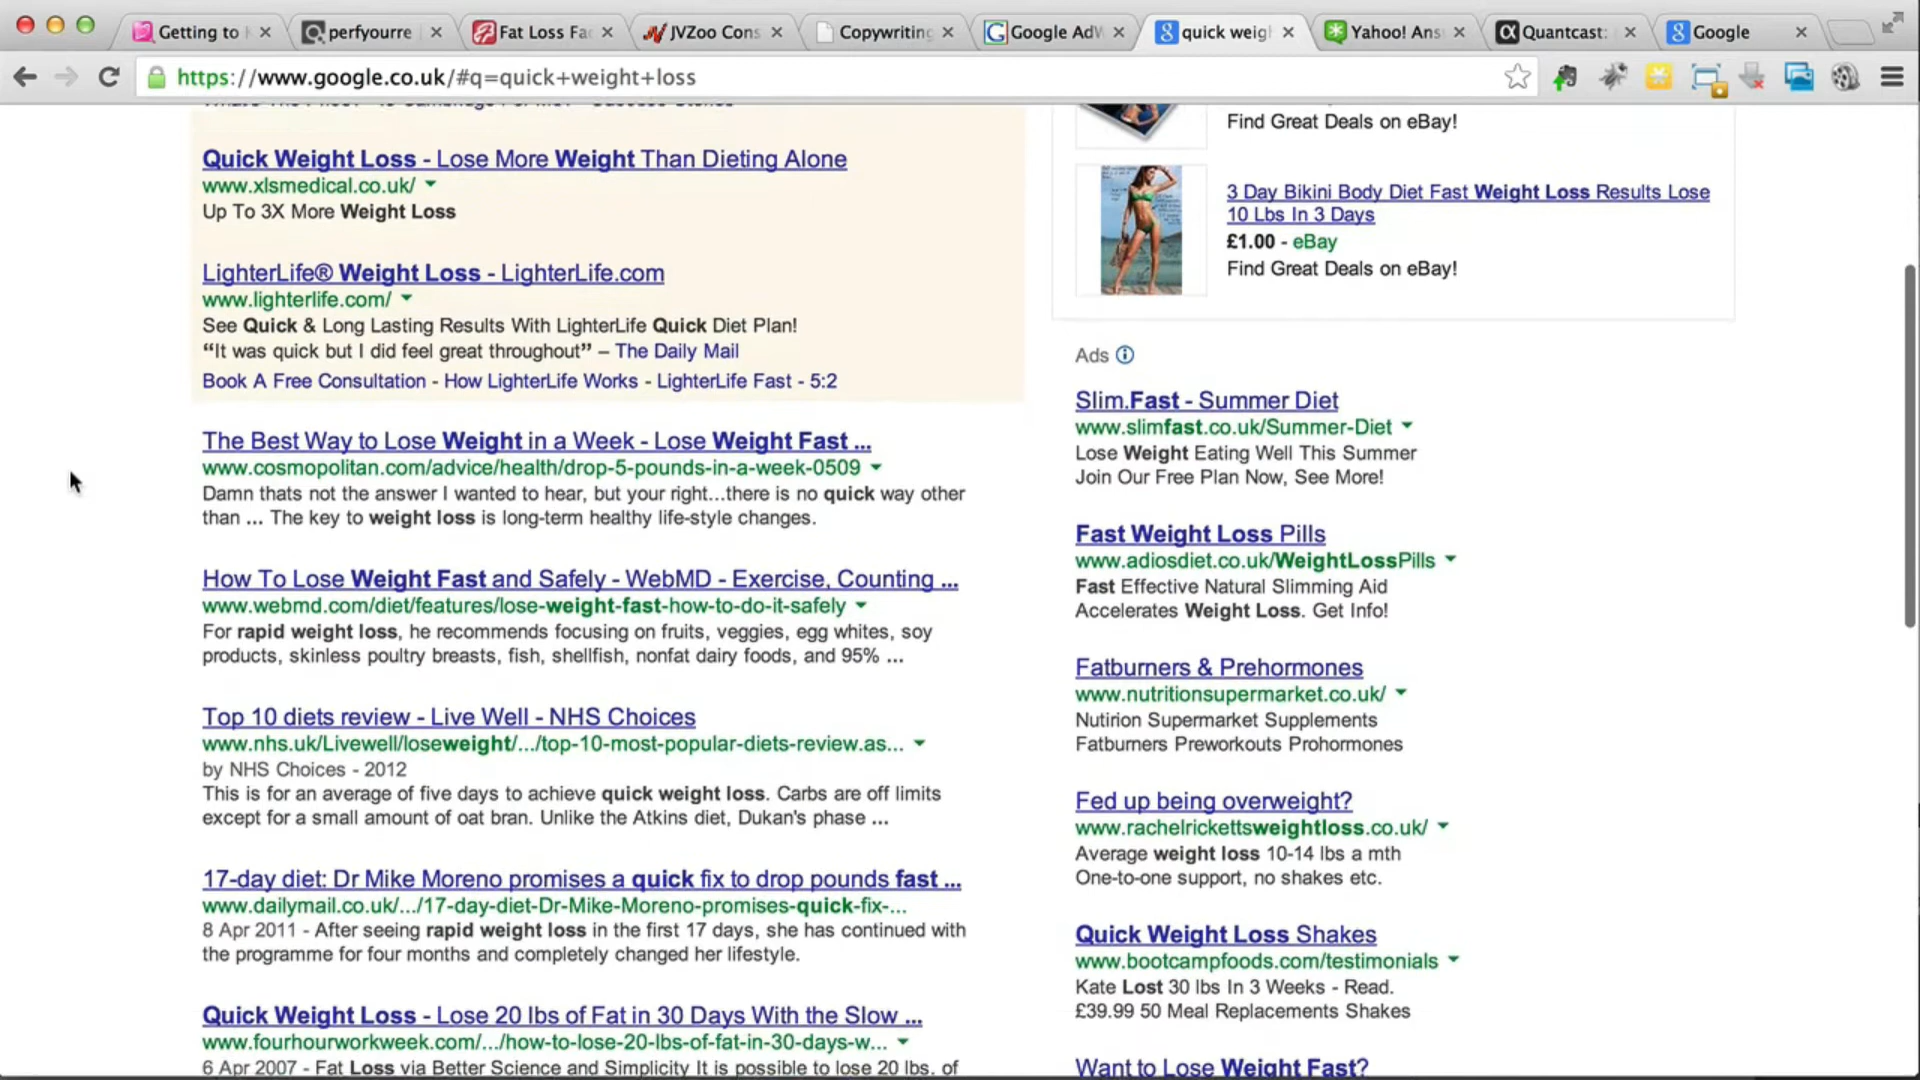 Getting to
perfyourre
Fat Loss Fa
JVZoo Cons
Copywriting
Google AdW
quick weig
Yahoo! Ans
Quantcast:
Google
https://www.google.co.uk/#q=quick+weight+loss
Quick Weight Loss - Lose More Weight Than Dieting Alone
www.xlsmedical.co.uk/
Up To 3X More Weight Loss
LighterLife® Weight Loss - LighterLife.com
www.lighterlife.com/
See Quick & Long Lasting Results With LighterLife Quick Diet Plan!
“It was quick but I did feel great throughout” – The Daily Mail
Book A Free Consultation - How LighterLife Works - LighterLife Fast - 5:2
The Best Way to Lose Weight in a Week - Lose Weight Fast ...
www.cosmopolitan.com/advice/health/drop-5-pounds-in-a-week-0509
Damn thats not the answer I wanted to hear, but your right...there is no quick way other
than ... The key to weight loss is long-term healthy life-style changes.
How To Lose Weight Fast and Safely - WebMD - Exercise, Counting ...
www.webmd.com/diet/features/lose-weight-fast-how-to-do-it-safely
For rapid weight loss, he recommends focusing on fruits, veggies, egg whites, soy
products, skinless poultry breasts, fish, shellfish, nonfat dairy foods, and 95% ...
Top 10 diets review - Live Well - NHS Choices
www.nhs.uk/Livewell/loseweight/.../top-10-most-popular-diets-review.as...
by NHS Choices - 2012
This is for an average of five days to achieve quick weight loss. Carbs are off limits
except for a small amount of oat bran. Unlike the Atkins diet, Dukan's phase ...
17-day diet: Dr Mike Moreno promises a quick fix to drop pounds fast ...
www.dailymail.co.uk/.../17-day-diet-Dr-Mike-Moreno-promises-quick-fix-...
8 Apr 2011 - After seeing rapid weight loss in the first 17 days, she has continued with
the programme for four months and completely changed her lifestyle.
Quick Weight Loss - Lose 20 lbs of Fat in 30 Days With the Slow ...
www.fourhourworkweek.com/.../how-to-lose-20-lbs-of-fat-in-30-days-w...
6 Apr 2007 - Fat Loss via Better Science and Simplicity It is possible to lose 20 lbs. of
Find Great Deals on eBay!
3 Day Bikini Body Diet Fast Weight Loss Results Lose
10 Lbs In 3 Days
£1.00 - eBay
Find Great Deals on eBay!
Ads
Slim.Fast - Summer Diet
www.slimfast.co.uk/Summer-Diet
Lose Weight Eating Well This Summer
Join Our Free Plan Now, See More!
Fast Weight Loss Pills
www.adiosdiet.co.uk/WeightLossPills
Fast Effective Natural Slimming Aid
Accelerates Weight Loss. Get Info!
Fatburners & Prehormones
www.nutritionsupermarket.co.uk/
Nutirion Supermarket Supplements
Fatburners Preworkouts Prohormones
Fed up being overweight?
www.rachelrickettsweightloss.co.uk/
Average weight loss 10-14 lbs a mth
One-to-one support, no shakes etc.
Quick Weight Loss Shakes
www.bootcampfoods.com/testimonials
Kate Lost 30 lbs In 3 Weeks - Read.
£39.99 50 Meal Replacements Shakes
Want to Lose Weight Fast?